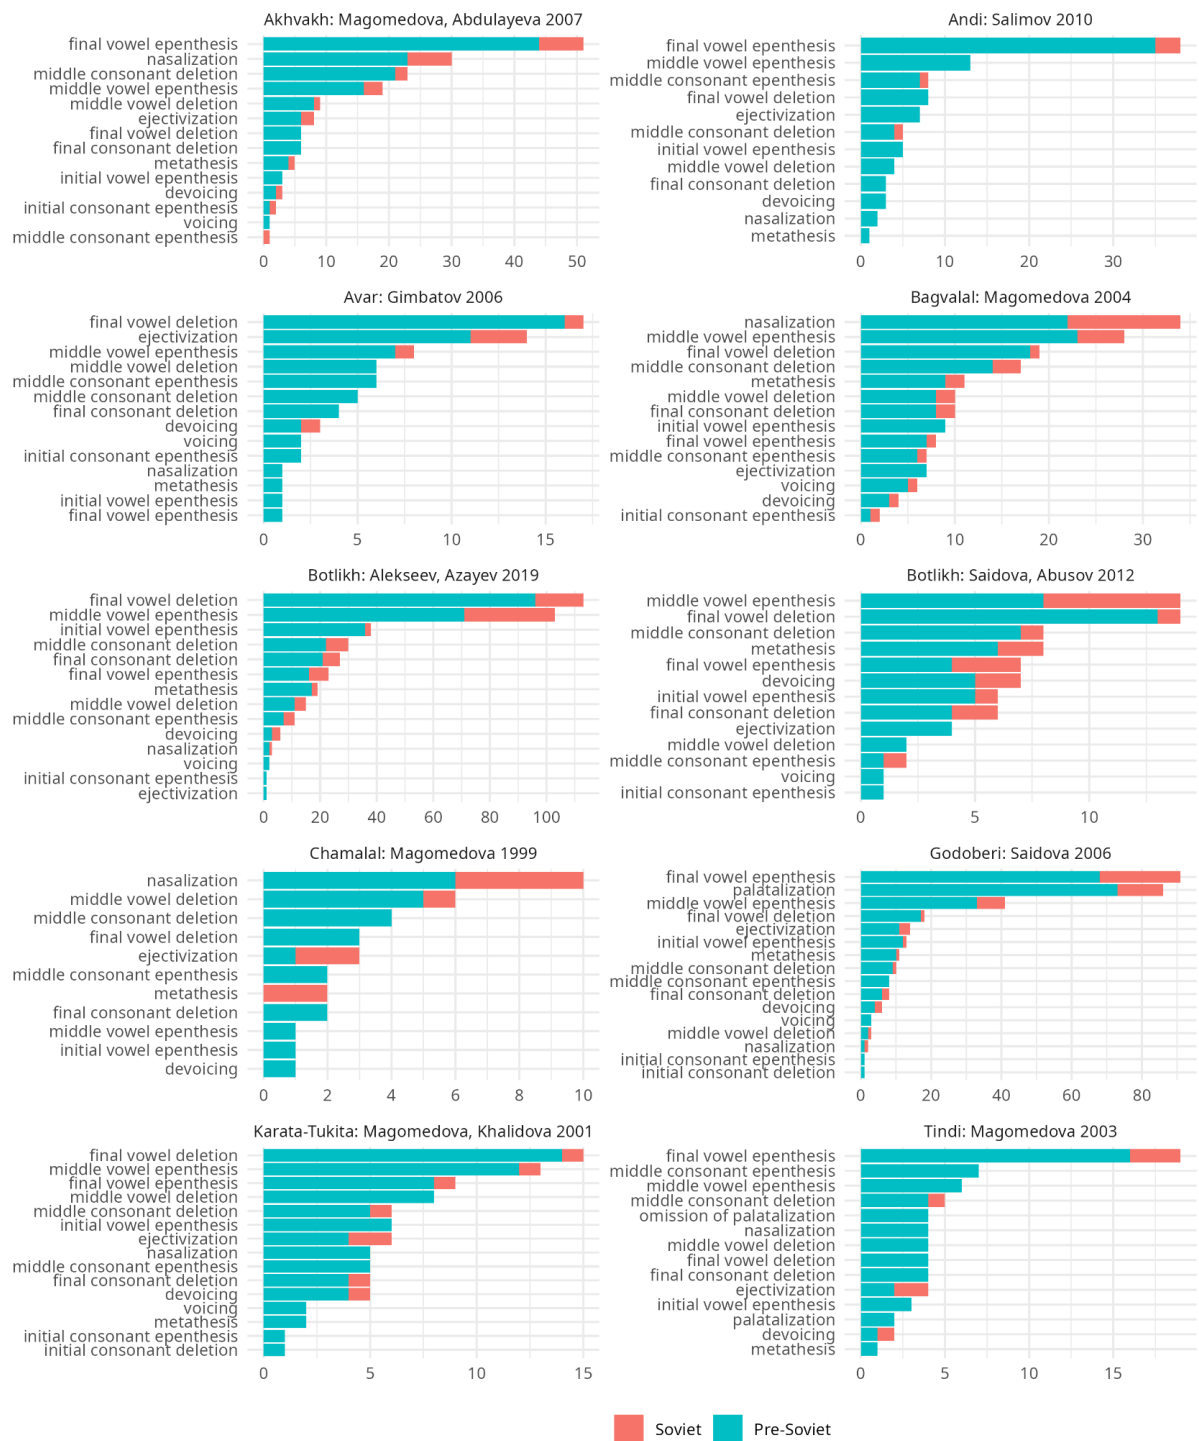 Akhvakh: Magomedova, Abdulayeva 2007
final vowel epenthesis
nasalization
middle consonant deletion
middle vowel epenthesis
middle vowel deletion
ejectivization
final vowel deletion
final consonant deletion
metathesis
initial vowel epenthesis
devoicing
initial consonant epenthesis
voicing
middle consonant epenthesis
0 10 20 30 40 50
Andi: Salimov 2010
final vowel epenthesis
middle vowel epenthesis
middle consonant epenthesis
final vowel deletion
ejectivization
middle consonant deletion
initial vowel epenthesis
middle vowel deletion
final consonant deletion
devoicing
nasalization
metathesis
0 10 20 30
Avar: Gimbatov 2006
final vowel deletion
ejectivization
middle vowel epenthesis
middle vowel deletion
middle consonant epenthesis
middle consonant deletion
final consonant deletion
devoicing
voicing
initial consonant epenthesis
nasalization
metathesis
initial vowel epenthesis
final vowel epenthesis
0 5 10 15
Bagvalal: Magomedova 2004
nasalization
middle vowel epenthesis
final vowel deletion
middle consonant deletion
metathesis
middle vowel deletion
final consonant deletion
initial vowel epenthesis
final vowel epenthesis
middle consonant epenthesis
ejectivization
voicing
devoicing
initial consonant epenthesis
0 10 20 30
Botlikh: Alekseev, Azayev 2019
final vowel deletion
middle vowel epenthesis
initial vowel epenthesis
middle consonant deletion
final consonant deletion
final vowel epenthesis
metathesis
middle vowel deletion
middle consonant epenthesis
devoicing
nasalization
voicing
initial consonant epenthesis
ejectivization
0 20 40 60 80 100
Botlikh: Saidova, Abusov 2012
middle vowel epenthesis
final vowel deletion
middle consonant deletion
metathesis
final vowel epenthesis
devoicing
initial vowel epenthesis
final consonant deletion
ejectivization
middle vowel deletion
middle consonant epenthesis
voicing
initial consonant epenthesis
0 5 10
Chamalal: Magomedova 1999
nasalization
middle vowel deletion
middle consonant deletion
final vowel deletion
ejectivization
middle consonant epenthesis
metathesis
final consonant deletion
middle vowel epenthesis
initial vowel epenthesis
devoicing
0 2 4 6 8 10
Godoberi: Saidova 2006
final vowel epenthesis
palatalization
middle vowel epenthesis
final vowel deletion
ejectivization
initial vowel epenthesis
metathesis
middle consonant deletion
middle consonant epenthesis
final consonant deletion
devoicing
voicing
middle vowel deletion
nasalization
initial consonant epenthesis
initial consonant deletion
0 20 40 60 80
Karata-Tukita: Magomedova, Khalidova 2001
final vowel deletion
middle vowel epenthesis
final vowel epenthesis
middle vowel deletion
middle consonant deletion
initial vowel epenthesis
ejectivization
nasalization
middle consonant epenthesis
final consonant deletion
devoicing
voicing
metathesis
initial consonant epenthesis
initial consonant deletion
0 5 10 15
Tindi: Magomedova 2003
final vowel epenthesis
middle consonant epenthesis
middle vowel epenthesis
middle consonant deletion
omission of palatalization
nasalization
middle vowel deletion
final vowel deletion
final consonant deletion
ejectivization
initial vowel epenthesis
palatalization
devoicing
metathesis
0 5 10 15
Soviet Pre-Soviet